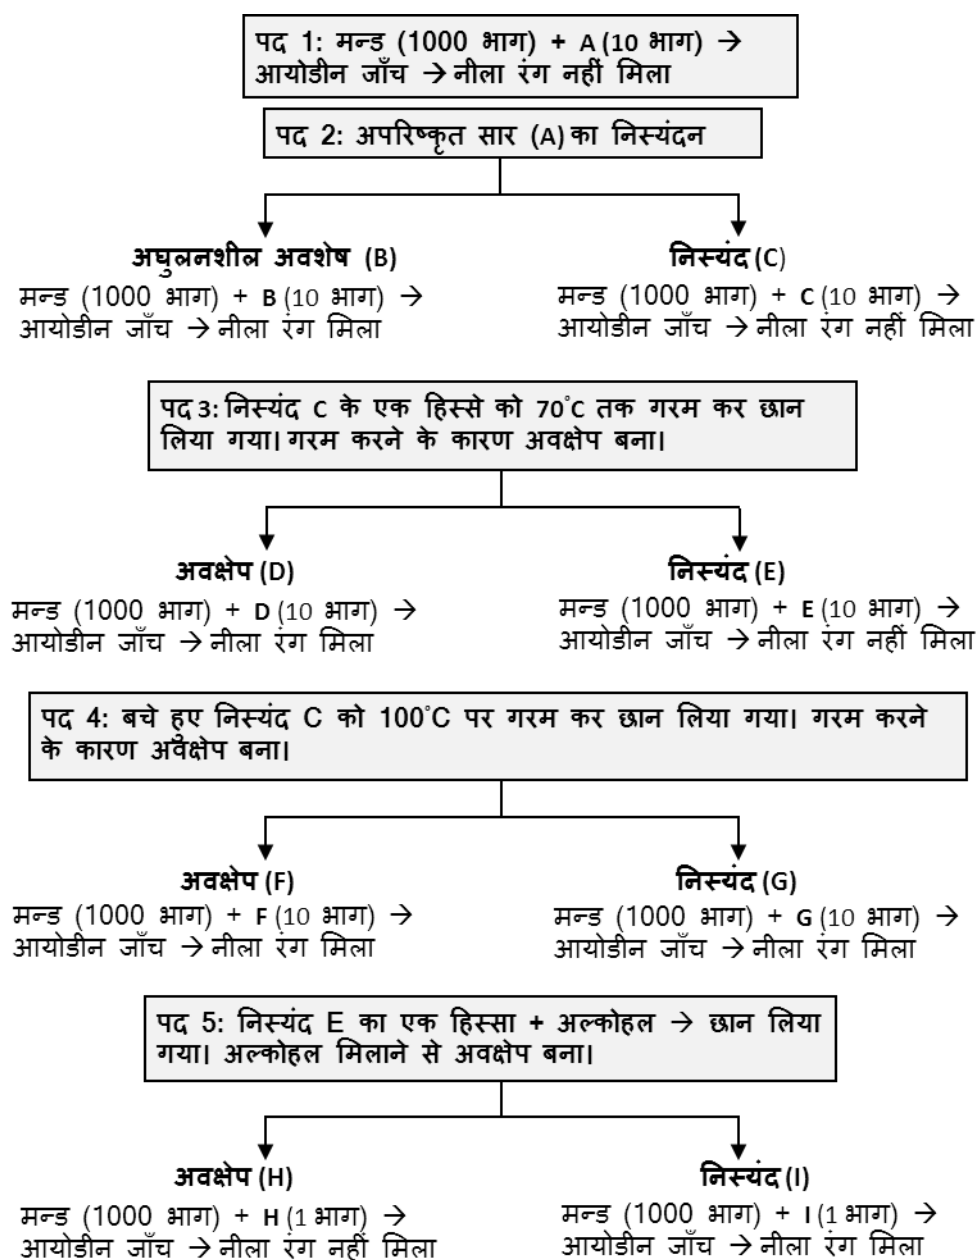 पद 1: मन्ड (1000 भाग) + A (10 भाग) →
आयोडीन जाँच → नीला रंग नहीं मिला
पद 2: अपरिष्कृत सार (A) का निस्यंदन
अघुलनशील अवशेष (B)
मन्ड (1000 भाग) + B (10 भाग) →
आयोडीन जाँच → नीला रंग मिला
निस्यंद (C)
मन्ड (1000 भाग) + C (10 भाग) →
आयोडीन जाँच → नीला रंग नहीं मिला
पद 3: निस्यंद C के एक हिस्से को 70°C तक गरम कर छान
लिया गया। गरम करने के कारण अवक्षेप बना।
अवक्षेप (D)
मन्ड (1000 भाग) + D (10 भाग) →
आयोडीन जाँच → नीला रंग मिला
निस्यंद (E)
मन्ड (1000 भाग) + E (10 भाग) →
आयोडीन जाँच → नीला रंग नहीं मिला
पद 4: बचे हुए निस्यंद C को 100°C पर गरम कर छान लिया गया। गरम करने
के कारण अवक्षेप बना।
अवक्षेप (F)
मन्ड (1000 भाग) + F (10 भाग) →
आयोडीन जाँच → नीला रंग मिला
निस्यंद (G)
मन्ड (1000 भाग) + G (10 भाग) →
आयोडीन जाँच → नीला रंग मिला
पद 5: निस्यंद E का एक हिस्सा + अल्कोहल → छान लिया
गया। अल्कोहल मिलाने से अवक्षेप बना।
अवक्षेप (H)
मन्ड (1000 भाग) + H (1 भाग) →
आयोडीन जाँच → नीला रंग नहीं मिला
निस्यंद (I)
मन्ड (1000 भाग) + I (1 भाग) →
आयोडीन जाँच → नीला रंग मिला